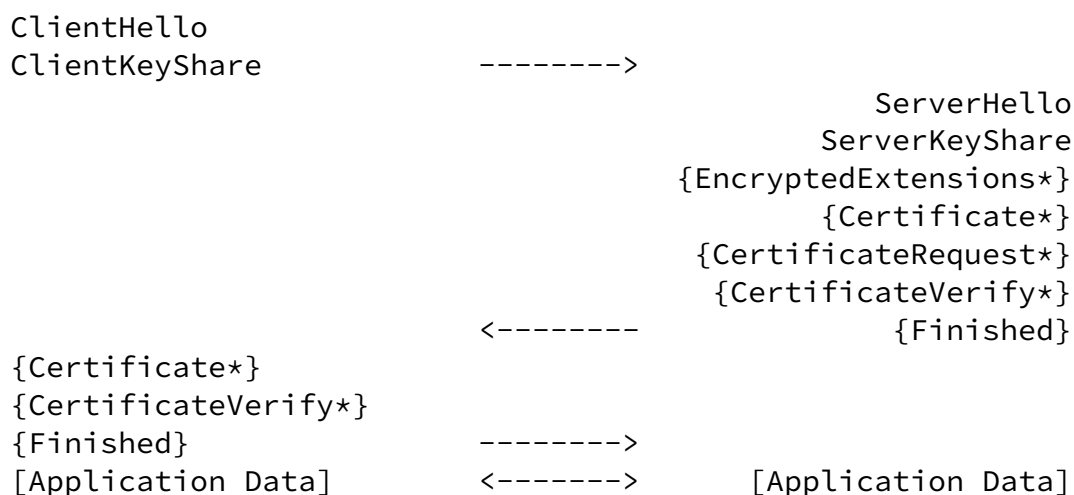 ClientHello
ClientKeyShare -------->
ServerHello
ServerKeyShare
{EncryptedExtensions*}
{Certificate*}
{CertificateRequest*}
{CertificateVerify*}
<-------- {Finished}
{Certificate*}
{CertificateVerify*}
{Finished} -------->
[Application Data] <-------> [Application Data]